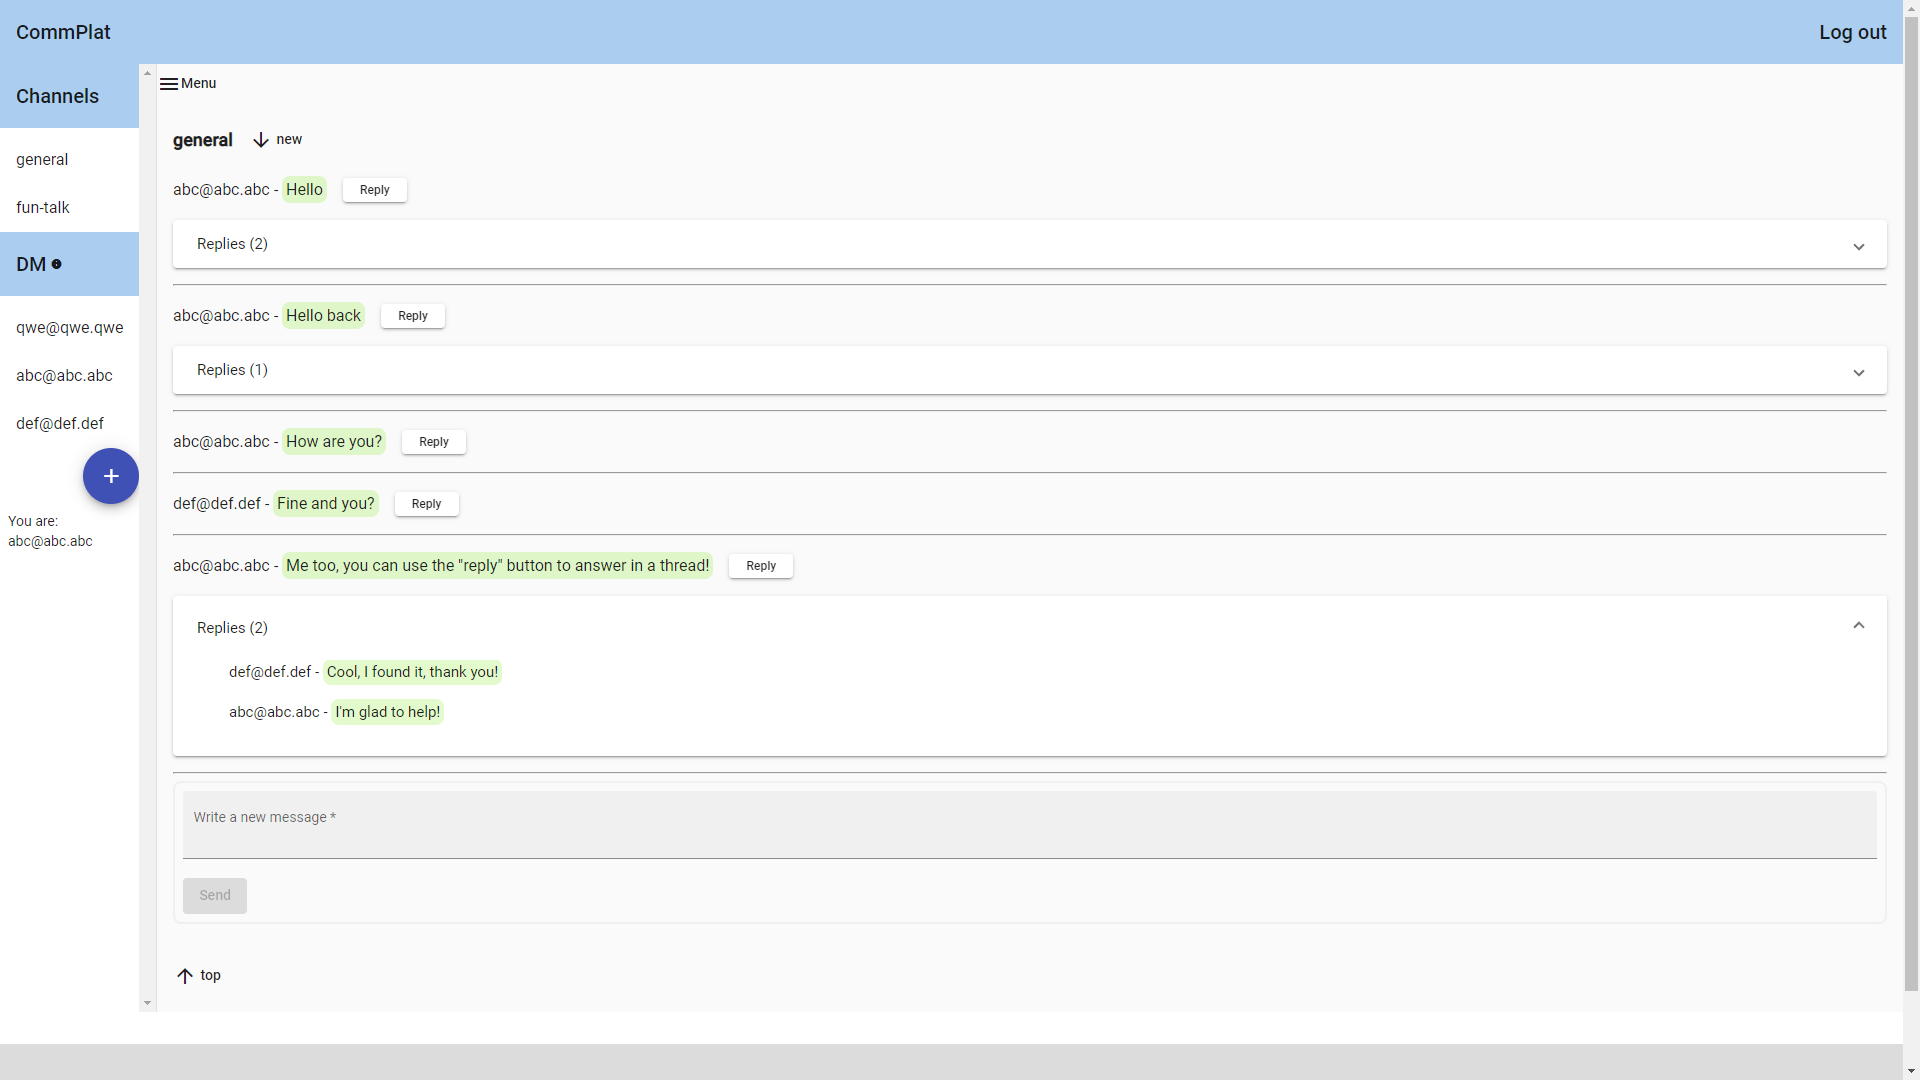 CommPlat
Log out
Channels
general
fun-talk
DM
qwe@qwe.qwe
abc@abc.abc
def@def.def
+
You are:
abc@abc.abc
Menu
general new
abc@abc.abc - Hello Reply
Replies (2)
abc@abc.abc - Hello back Reply
Replies (1)
abc@abc.abc - How are you? Reply
def@def.def - Fine and you? Reply
abc@abc.abc - Me too, you can use the "reply" button to answer in a thread! Reply
Replies (2)
def@def.def - Cool, I found it, thank you!
abc@abc.abc - I'm glad to help!
Write a new message *
Send
top